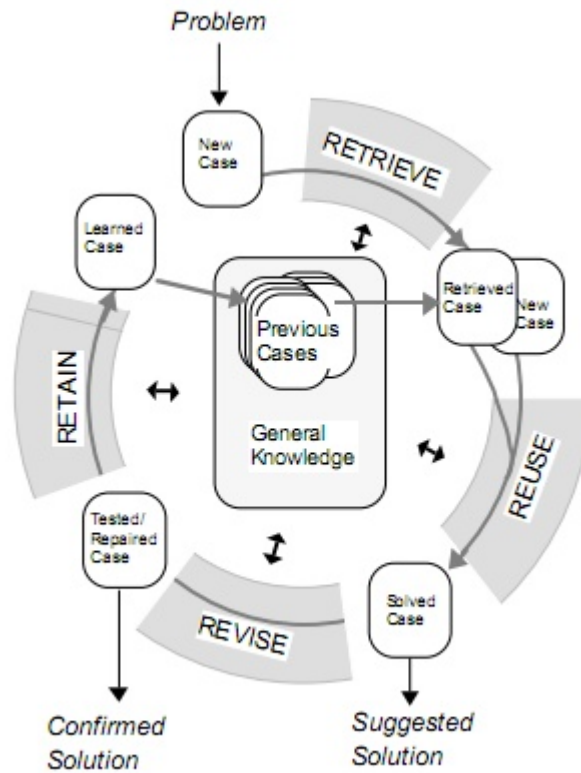 Problem
New
Case
RETRIEVE
Learned
Case
Retrieved
Case
New
Case
Previous
Cases
General
Knowledge
RETAIN
REUSE
Tested/
Repaired
Case
REVISE
Solved
Case
Confirmed
Solution
Suggested
Solution